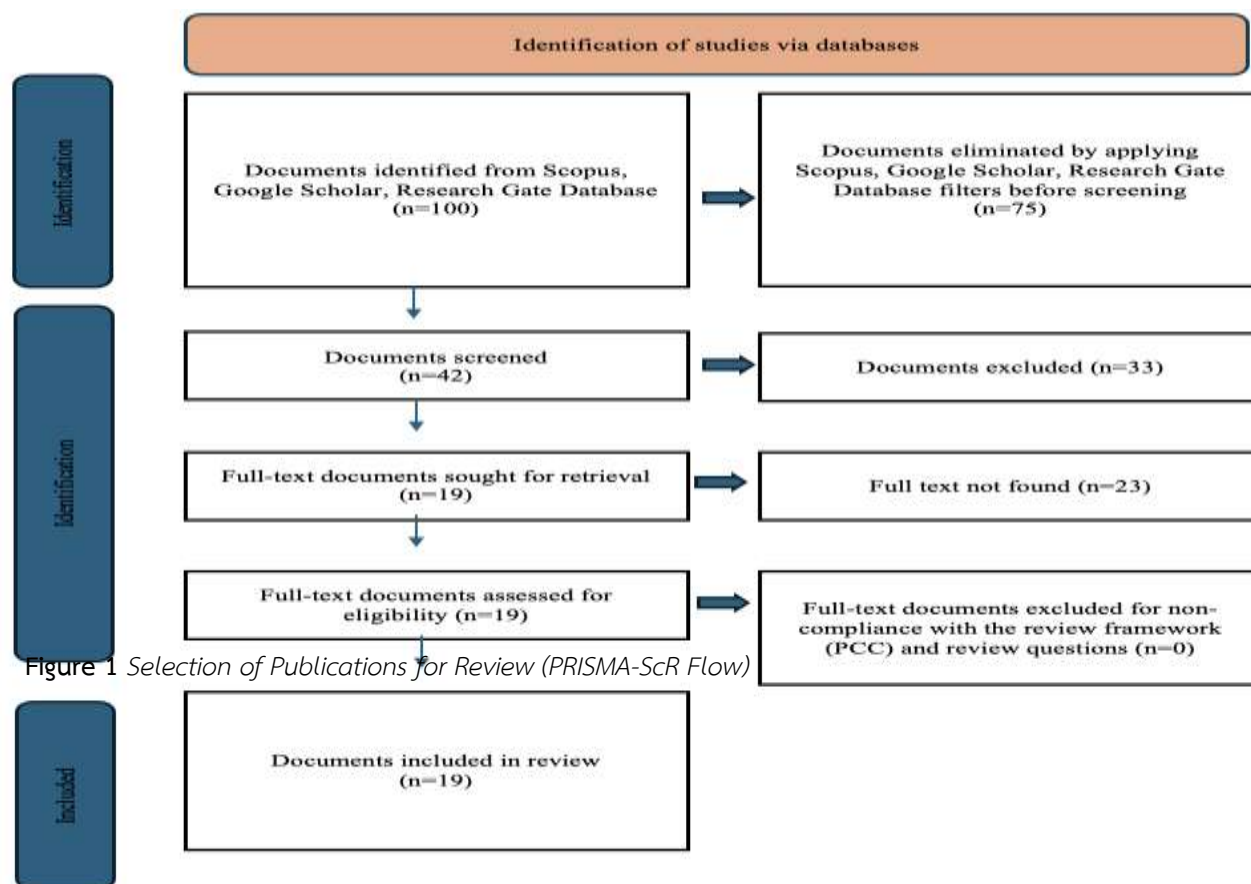 Identification of studies via databases
Identification
Documents identified from Scopus,
Google Scholar, Research Gate Database
(n=100)
Documents eliminated by applying
Scopus, Google Scholar, Research Gate
Database filters before screening
(n=75)
Identification
Documents screened
(n=42)
Documents excluded (n=33)
Full-text documents sought for retrieval
(n=19)
Full text not found (n=23)
Full-text documents assessed for
eligibility (n=19)
Full-text documents excluded for non-
compliance with the review framework
(PCC) and review questions (n=0)
Figure 1 Selection of Publications for Review (PRISMA-ScR Flow)
Included
Documents included in review
(n=19)